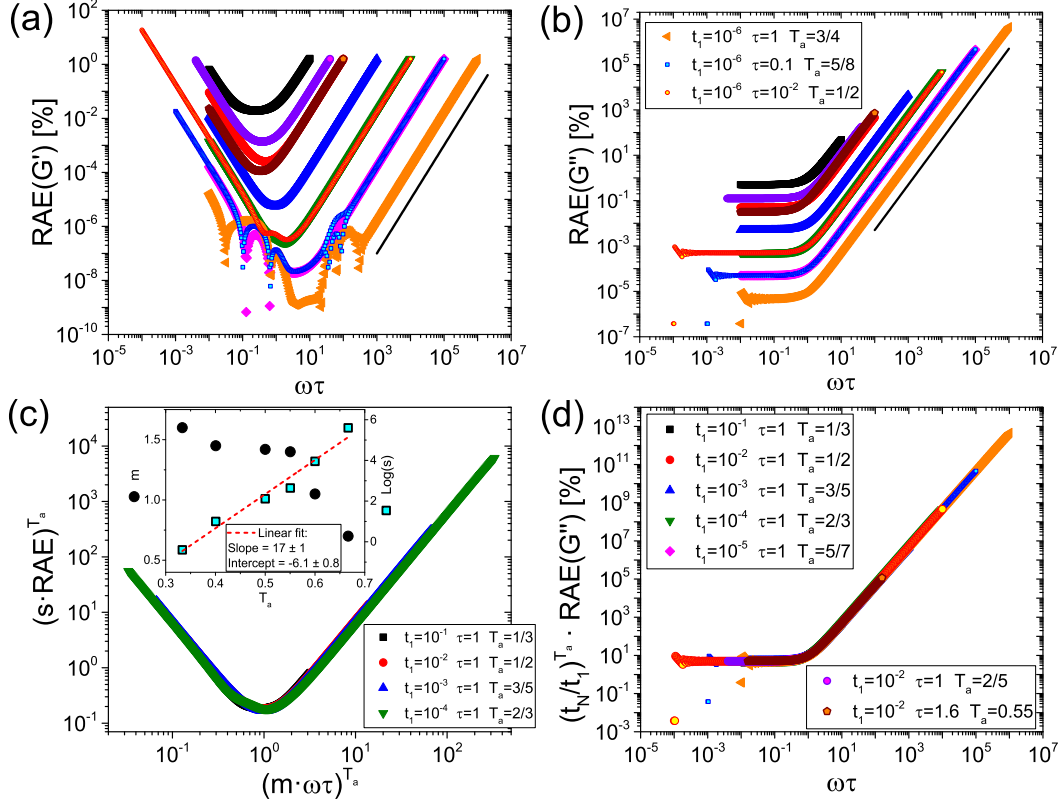 (a)
RAE(G') [%]
10^2
10^0
10^-2
10^-4
10^-6
10^-8
10^-10
10^-5 10^-3 10^-1 10^1 10^3 10^5 10^7
ωτ
(b)
RAE(G'') [%]
10^7
10^5
10^3
10^1
10^-1
10^-3
10^-5
10^-7
t_1=10^-6 τ=1 T_a=3/4
t_1=10^-6 τ=0.1 T_a=5/8
t_1=10^-6 τ=10^-2 T_a=1/2
10^-5 10^-3 10^-1 10^1 10^3 10^5 10^7
ωτ
(c)
(s·RAE)^T_a
10^4
10^3
10^2
10^1
10^0
10^-1
m
1.5
1.0
0.5
Log(s)
6
4
2
0
Linear fit:
Slope = 17 ± 1
Intercept = -6.1 ± 0.8
0.3 0.4 0.5 0.6 0.7
T_a
t_1=10^-1 τ=1 T_a=1/3
t_1=10^-2 τ=1 T_a=1/2
t_1=10^-3 τ=1 T_a=3/5
t_1=10^-4 τ=1 T_a=2/3
10^-1 10^0 10^1 10^2
(m·ωτ)^T_a
(d)
(t_N/t_1)^T_a · RAE(G'') [%]
10^13
10^11
10^9
10^7
10^5
10^3
10^1
10^-1
10^-3
t_1=10^-1 τ=1 T_a=1/3
t_1=10^-2 τ=1 T_a=1/2
t_1=10^-3 τ=1 T_a=3/5
t_1=10^-4 τ=1 T_a=2/3
t_1=10^-5 τ=1 T_a=5/7
t_1=10^-2 τ=1 T_a=2/5
t_1=10^-2 τ=1.6 T_a=0.55
10^-5 10^-3 10^-1 10^1 10^3 10^5 10^7
ωτ